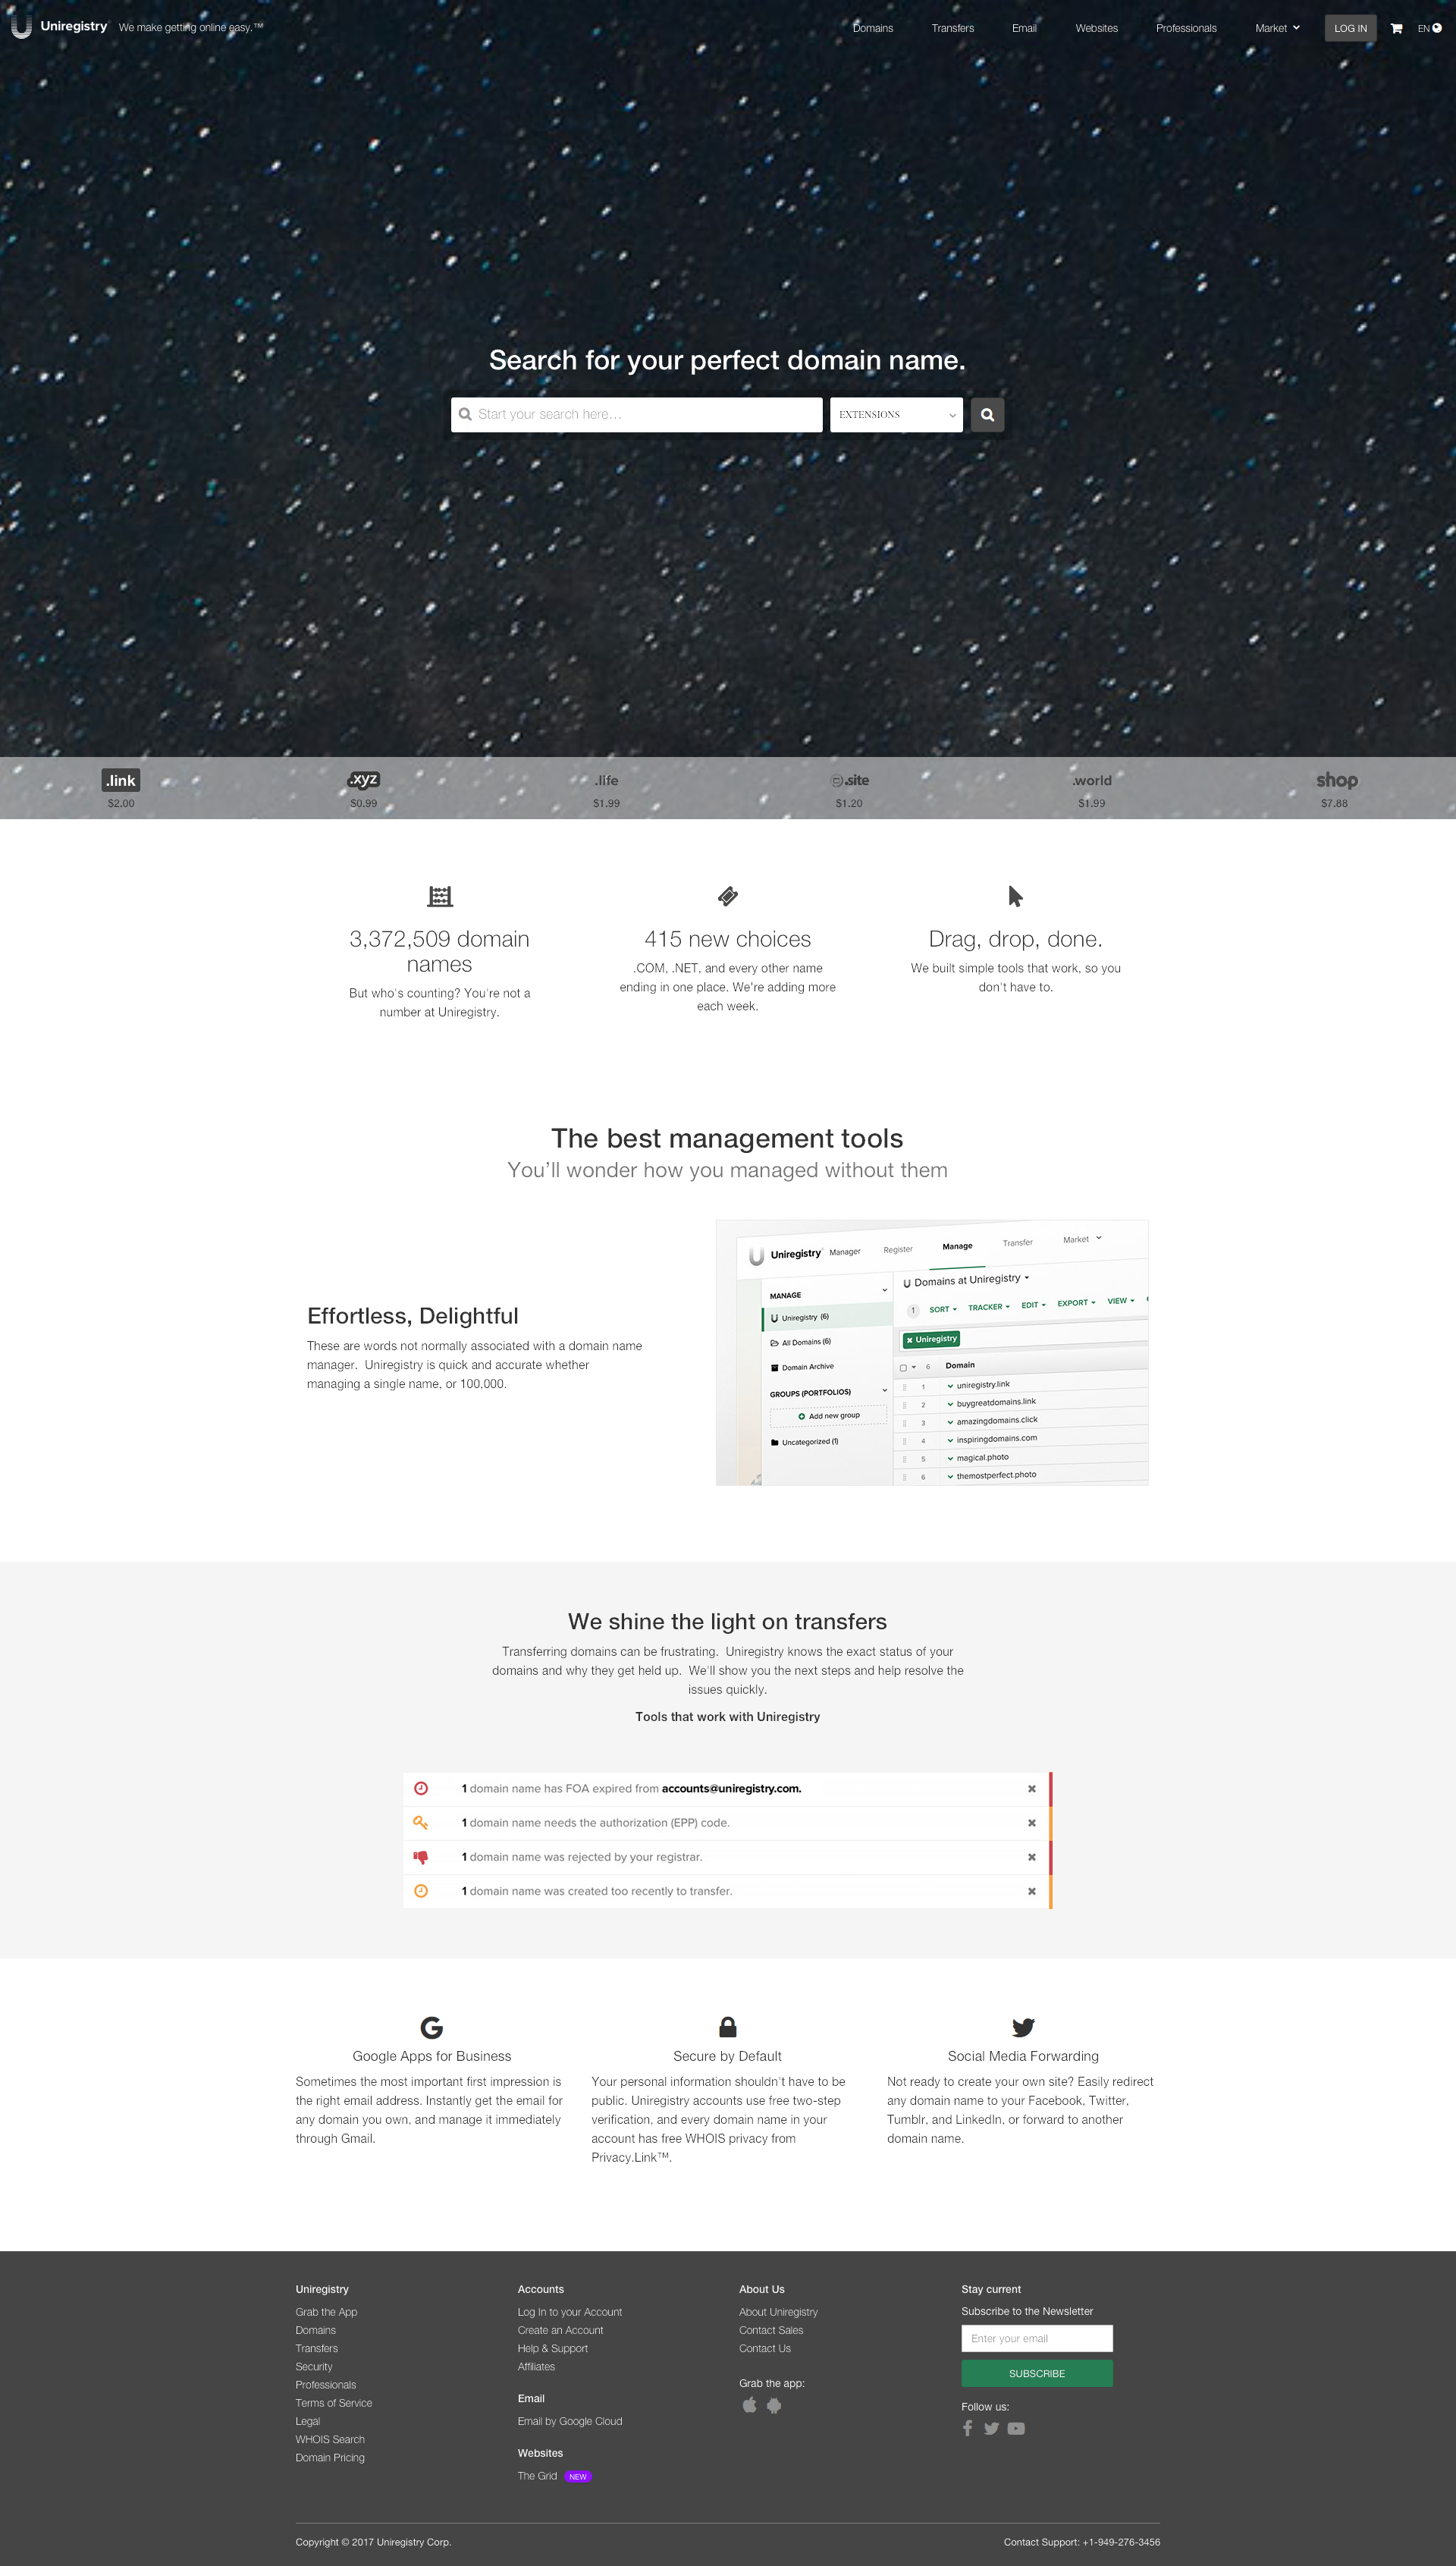 Uniregistry We make getting online easy.™ Domains Transfers Email Websites Professionals Market LOG IN EN
Search for your perfect domain name.
Start your search here... EXTENSIONS
.link .xyz .life .site .world shop
$2.00 $0.99 $1.99 $1.20 $1.99 $7.88
3,372,509 domain
names
But who's counting? You're not a
number at Uniregistry.
415 new choices
.COM, .NET, and every other name
ending in one place. We're adding more
each week.
Drag, drop, done.
We built simple tools that work, so you
don't have to.
The best management tools
You'll wonder how you managed without them
Effortless, Delightful
These are words not normally associated with a domain name
manager.  Uniregistry is quick and accurate whether
managing a single name, or 100,000.
Uniregistry Manager Register Manage Transfer Market
MANAGE
Uniregistry (6)
All Domains (6)
Domain Archive
GROUPS (PORTFOLIOS)
Add new group
Uncategorized (1)
Domains at Uniregistry
1 SORT TRACKER EDIT EXPORT VIEW
Uniregistry
6 Domain
1 uniregistry.link
2 buygreatdomains.link
3 amazingdomains.click
4 inspiringdomains.com
5 magical.photo
6 themostperfect.photo
We shine the light on transfers
Transferring domains can be frustrating.  Uniregistry knows the exact status of your
domains and why they get held up.  We'll show you the next steps and help resolve the
issues quickly.
Tools that work with Uniregistry
1 domain name has FOA expired from accounts@uniregistry.com.
1 domain name needs the authorization (EPP) code.
1 domain name was rejected by your registrar.
1 domain name was created too recently to transfer.
Google Apps for Business
Sometimes the most important first impression is
the right email address. Instantly get the email for
any domain you own, and manage it immediately
through Gmail.
Secure by Default
Your personal information shouldn't have to be
public. Uniregistry accounts use free two-step
verification, and every domain name in your
account has free WHOIS privacy from
Privacy.Link™.
Social Media Forwarding
Not ready to create your own site? Easily redirect
any domain name to your Facebook, Twitter,
Tumblr, and LinkedIn, or forward to another
domain name.
Uniregistry
Grab the App
Domains
Transfers
Security
Professionals
Terms of Service
Legal
WHOIS Search
Domain Pricing
Accounts
Log In to your Account
Create an Account
Help & Support
Affiliates
Email
Email by Google Cloud
Websites
The Grid NEW
About Us
About Uniregistry
Contact Sales
Contact Us
Grab the app:
Stay current
Subscribe to the Newsletter
Enter your email
SUBSCRIBE
Follow us:
Copyright © 2017 Uniregistry Corp. Contact Support: +1-949-276-3456